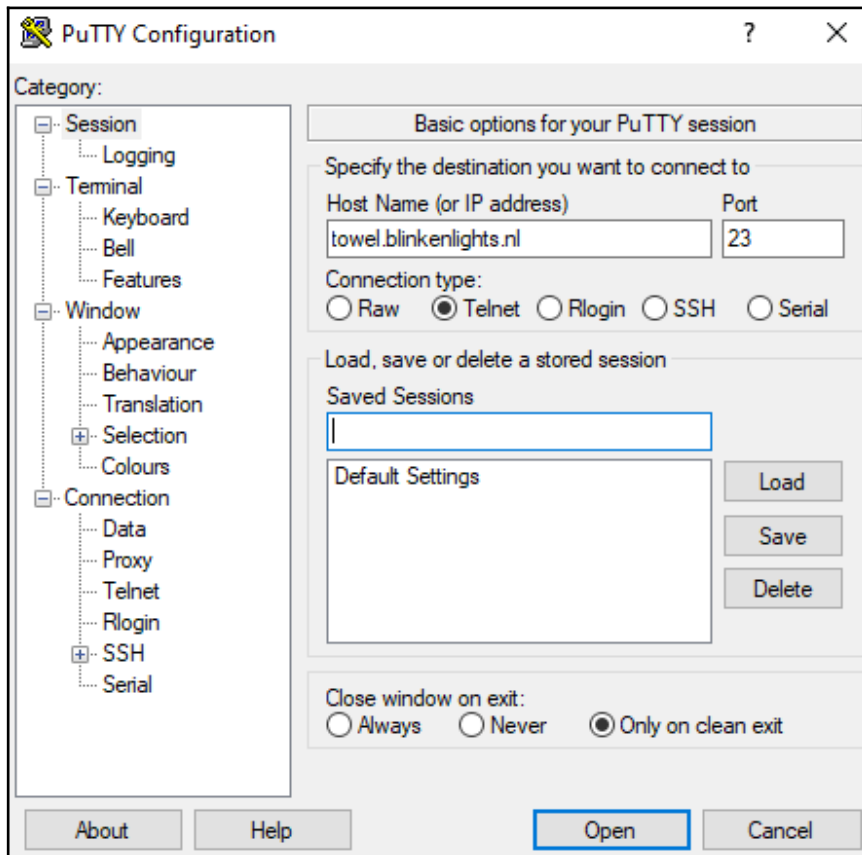 PuTTY Configuration ? ×
Category:
Session
Logging
Terminal
Keyboard
Bell
Features
Window
Appearance
Behaviour
Translation
Selection
Colours
Connection
Data
Proxy
Telnet
Rlogin
SSH
Serial
Basic options for your PuTTY session
Specify the destination you want to connect to
Host Name (or IP address) Port
towel.blinkenlights.nl 23
Connection type:
Raw Telnet Rlogin SSH Serial
Load, save or delete a stored session
Saved Sessions
Default Settings
Load
Save
Delete
Close window on exit:
Always Never Only on clean exit
About Help Open Cancel